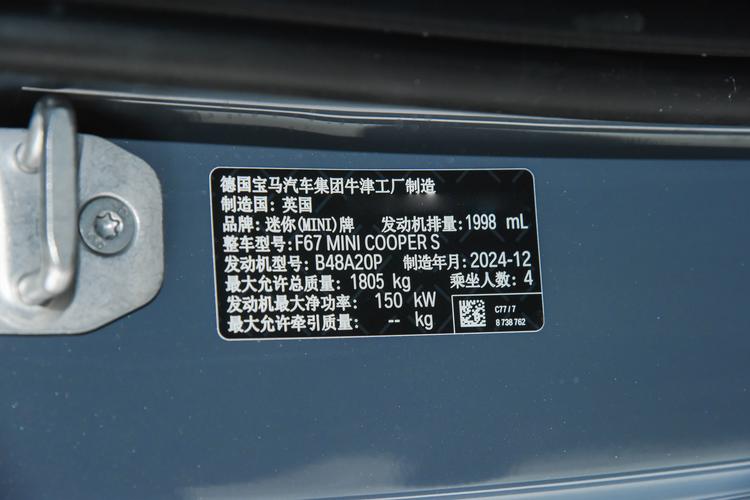 德国宝马汽车集团牛津工厂制造
制造国: 英国
品牌: 迷你(MINI)牌 发动机排量: 1998 mL
整车型号: F67 MINI COOPER S
发动机型号: B48A20P 制造年月: 2024-12
最大允许总质量: 1805 kg 乘坐人数: 4
发动机最大净功率: 150 kW
最大允许牵引质量: -- kg
C77 / 7
8 738 762